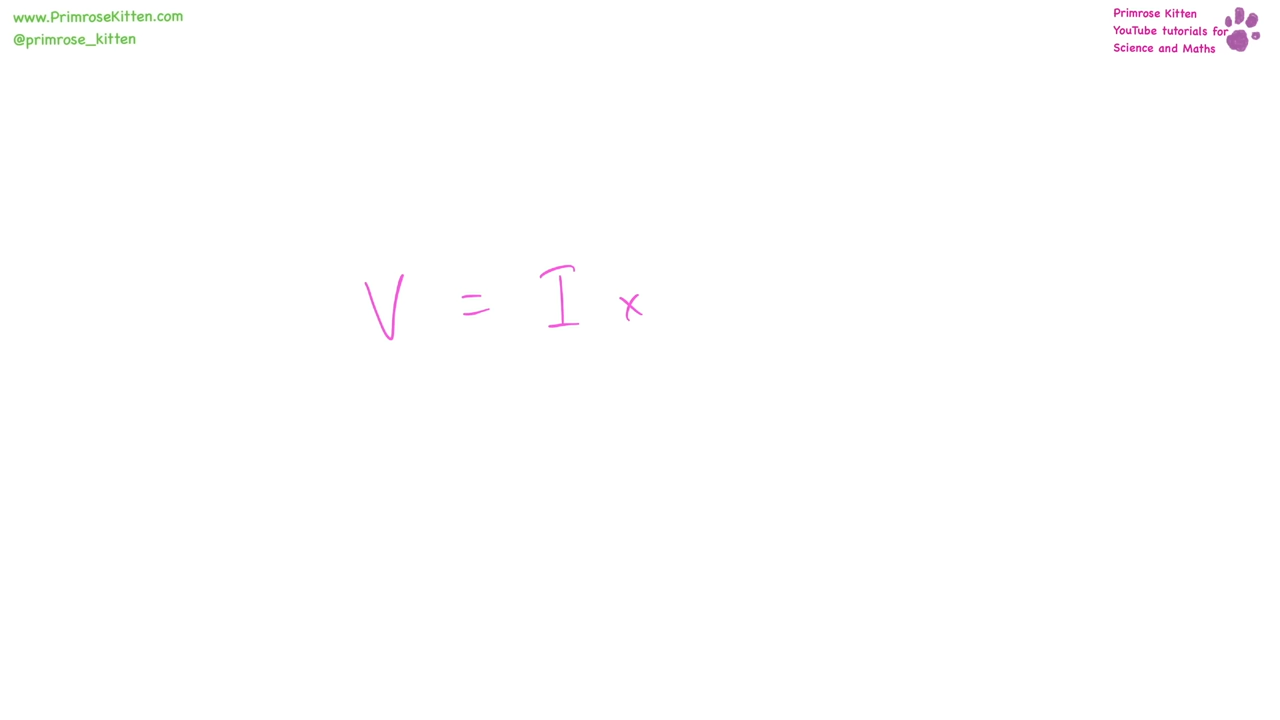 www.PrimroseKitten.com
@primrose_kitten
Primrose Kitten
YouTube tutorials for
Science and Maths
V = I x